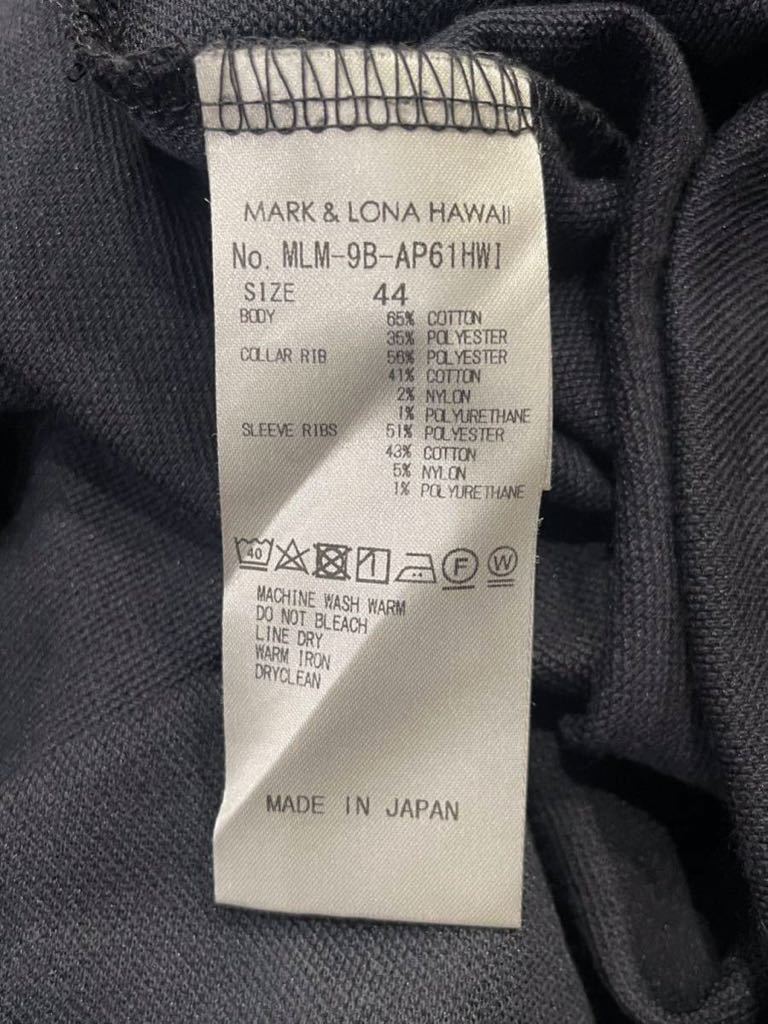 MARK & LONA HAWAII
No. MLM-9B-AP61HWI
SIZE 44
BODY 65% COTTON
35% POLYESTER
COLLAR RIB 56% POLYESTER
41% COTTON
2% NYLON
1% POLYURETHANE
SLEEVE RIBS 51% POLYESTER
43% COTTON
5% NYLON
1% POLYURETHANE
40 F W
MACHINE WASH WARM
DO NOT BLEACH
LINE DRY
WARM IRON
DRYCLEAN
MADE IN JAPAN